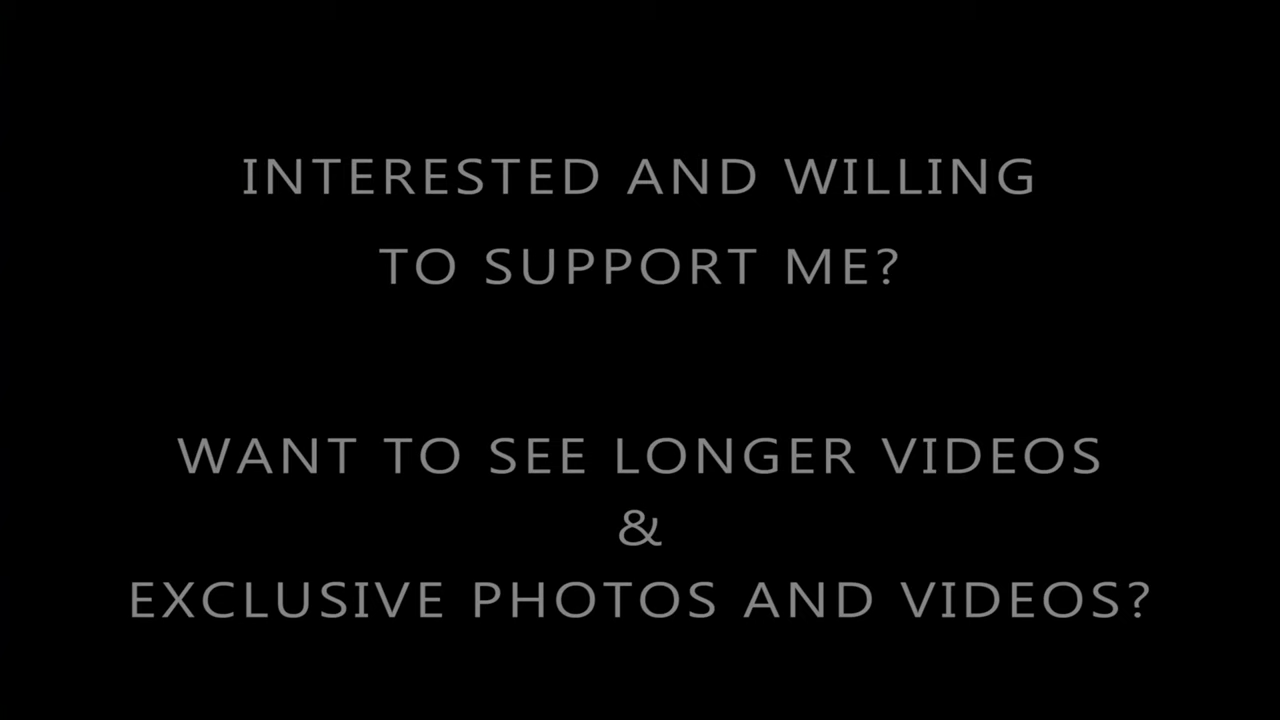 INTERESTED AND WILLING
TO SUPPORT ME?
WANT TO SEE LONGER VIDEOS
&
EXCLUSIVE PHOTOS AND VIDEOS?